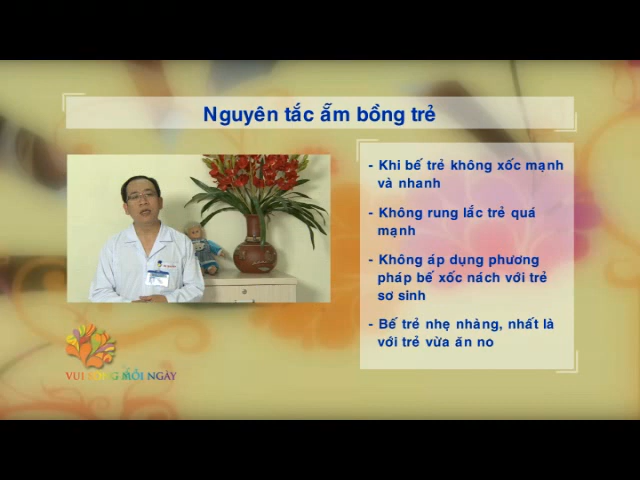 Nguyên tắc ẵm bồng trẻ
- Khi bế trẻ không xốc mạnh
và nhanh
- Không rung lắc trẻ quá
mạnh
- Không áp dụng phương
pháp bế xốc nách với trẻ
sơ sinh
- Bế trẻ nhẹ nhàng, nhất là
với trẻ vừa ăn no
VUI SỐNG MỖI NGÀY